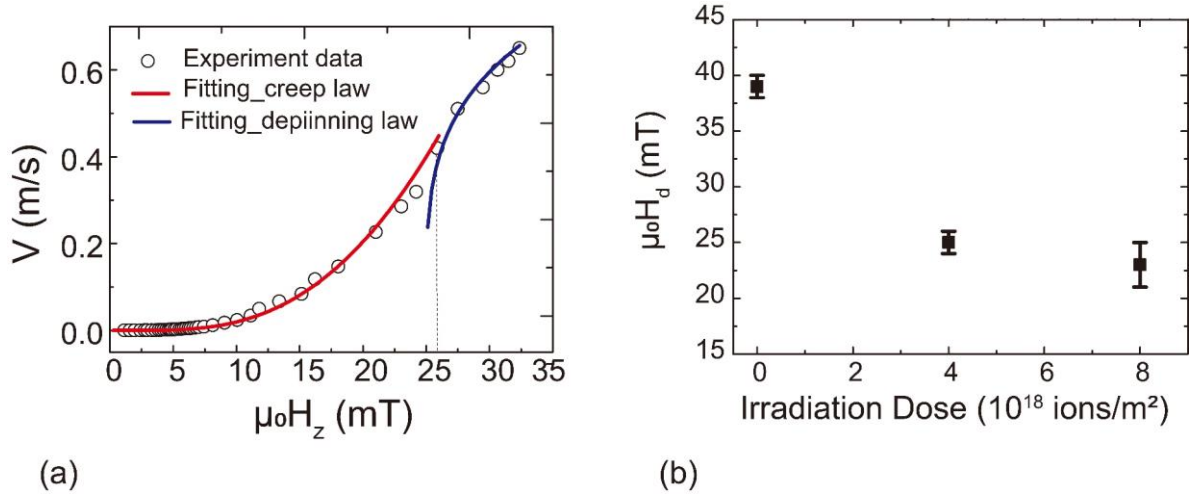 Experiment data
Fitting_creep law
Fitting_depiinning law
0.6
0.4
0.2
0.0
V (m/s)
0 5 10 15 20 25 30 35
μ₀H_z (mT)
(a)
45
40
35
30
25
20
15
μ₀H_d (mT)
0 2 4 6 8
Irradiation Dose (10¹⁸ ions/m²)
(b)